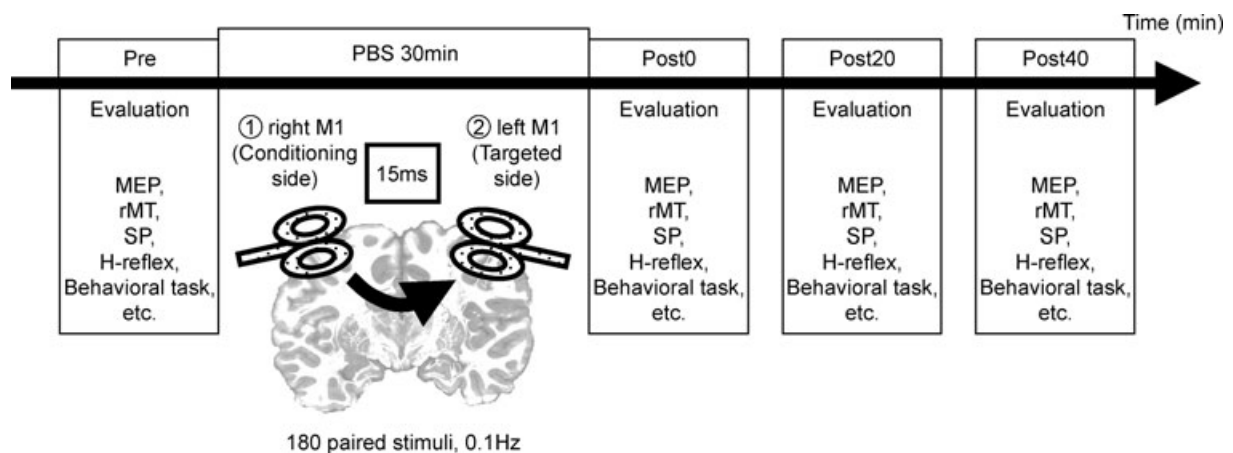 Time (min)
Pre
PBS 30min
Post0
Post20
Post40
Evaluation
MEP,
rMT,
SP,
H-reflex,
Behavioral task,
etc.
① right M1
(Conditioning
side)
15ms
② left M1
(Targeted
side)
180 paired stimuli, 0.1Hz
Evaluation
MEP,
rMT,
SP,
H-reflex,
Behavioral task,
etc.
Evaluation
MEP,
rMT,
SP,
H-reflex,
Behavioral task,
etc.
Evaluation
MEP,
rMT,
SP,
H-reflex,
Behavioral task,
etc.